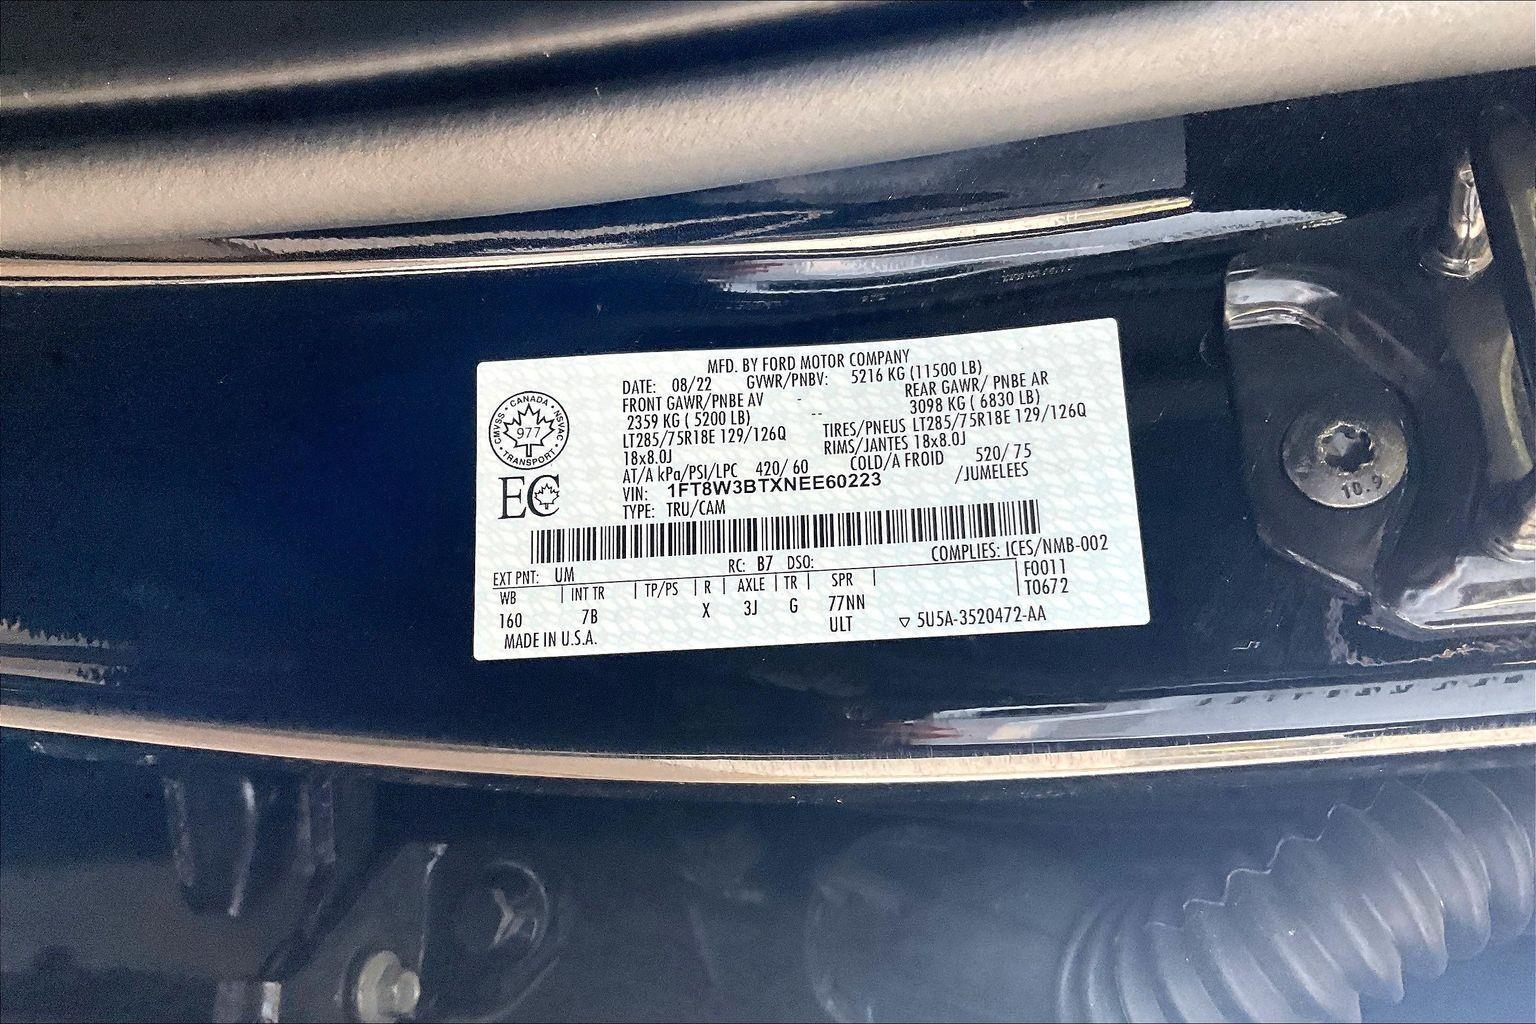 MFD. BY FORD MOTOR COMPANY
DATE: 08/22 GVWR/PNBV: 5216 KG (11500 LB)
FRONT GAWR/PNBE AV - REAR GAWR/ PNBE AR
2359 KG ( 5200 LB) -- 3098 KG ( 6830 LB)
LT285/75R18E 129/126Q TIRES/PNEUS LT285/75R18E 129/126Q
18x8.0J RIMS/JANTES 18x8.0J
AT/A kPa/PSI/LPC 420/ 60 COLD/A FROID 520/ 75
VIN: 1FT8W3BTXNEE60223 /JUMELEES
TYPE: TRU/CAM
CANADA
CMVSS NSVAC
977
TRANSPORT
EC
COMPLIES: ICES/NMB-002
EXT PNT: UM RC: B7 DSO: F0011
WB INT TR TP/PS R AXLE TR SPR T0672
160 7B X 3J G 77NN
MADE IN U.S.A. ULT ▽ 5U5A-3520472-AA
10.9